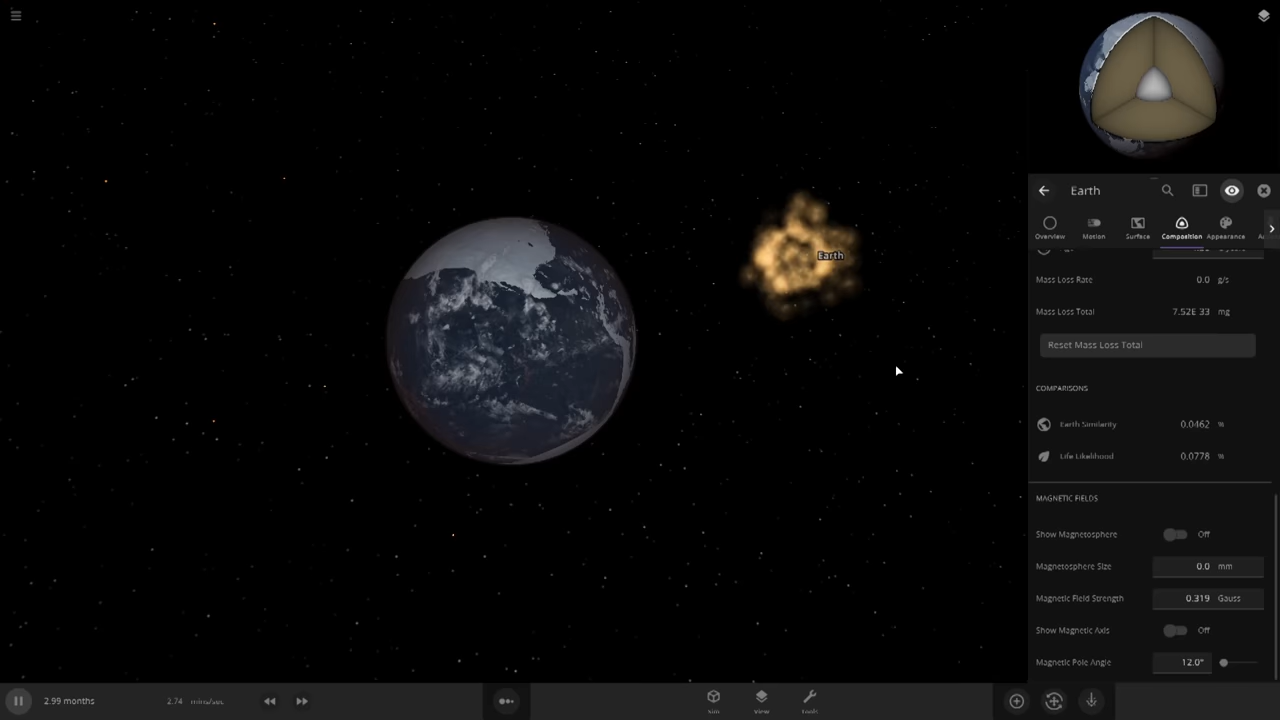 Earth
Overview Motion Surface Composition Appearance
Mass Loss Rate 0.0 g/s
Mass Loss Total 7.52E 33 mg
Reset Mass Loss Total
COMPARISONS
Earth Similarity 0.0462 %
Life Likelihood 0.0778 %
MAGNETIC FIELDS
Show Magnetosphere Off
Magnetosphere Size 0.0 mm
Magnetic Field Strength 0.319 Gauss
Show Magnetic Axis Off
Magnetic Pole Angle 12.0°
Earth
2.99 months 2.74 mins/sec
Sim View Tools